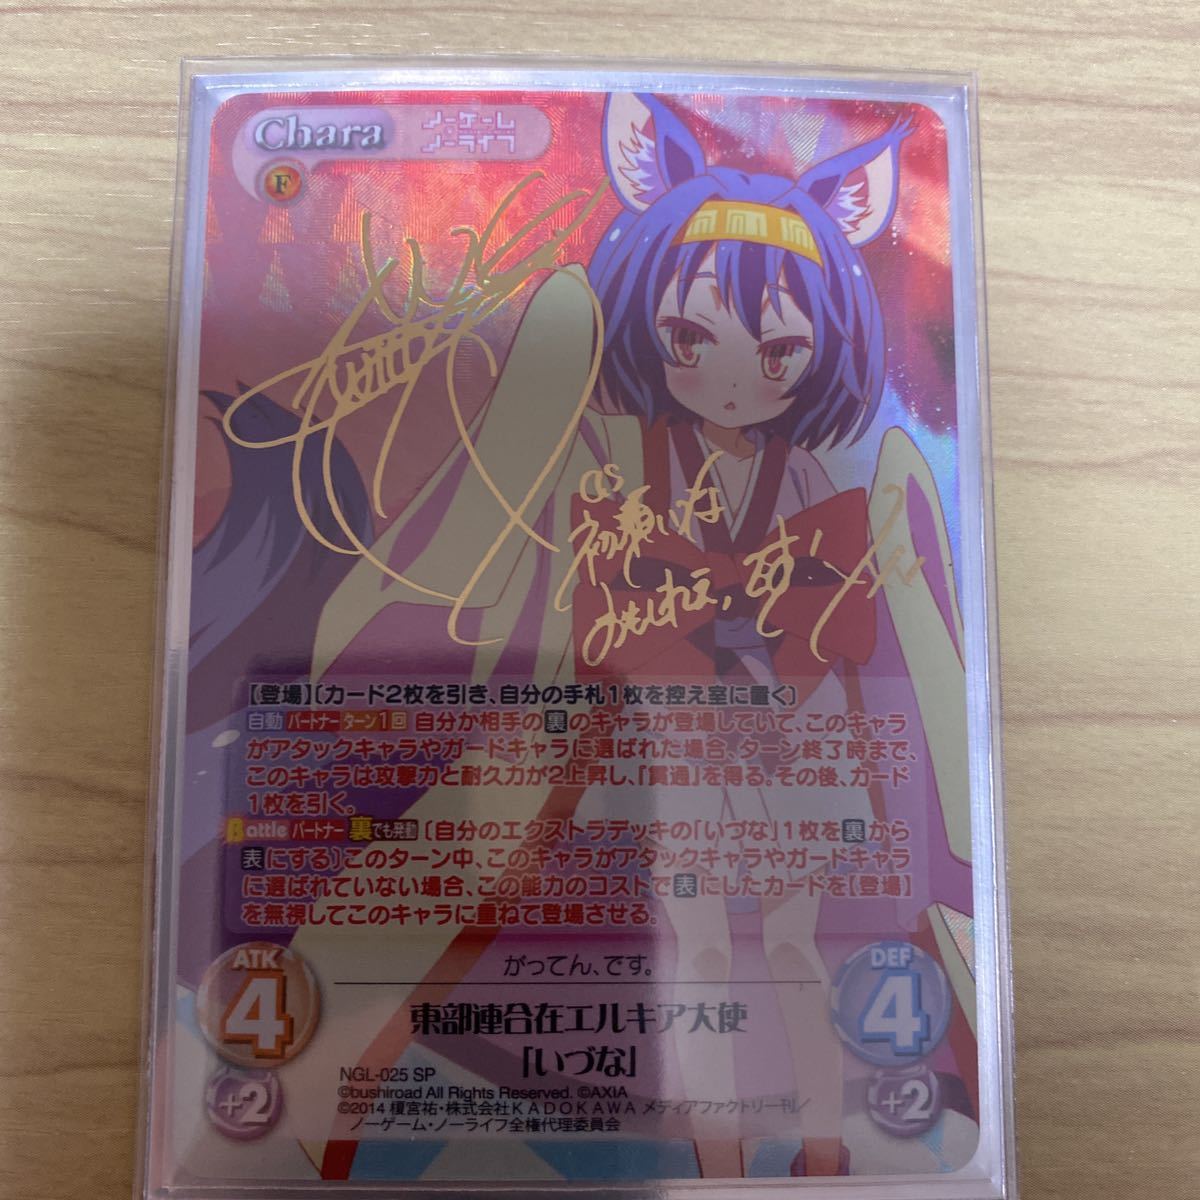 Chara ノーゲーム
ノーライフ
F
as
初瀬いづな
おもしれぇ,です!
【登場】〔カード2枚を引き、自分の手札1枚を控え室に置く〕
自動 パートナー ターン1回 自分か相手の裏のキャラが登場していて、このキャラ
がアタックキャラやガードキャラに選ばれた場合、ターン終了時まで、
このキャラは攻撃力と耐久力が2上昇し、「貫通」を得る。その後、カード
1枚を引く。
Battle パートナー 裏でも発動 〔自分のエクストラデッキの「いづな」1枚を裏から
表にする〕このターン中、このキャラがアタックキャラやガードキャラ
に選ばれていない場合、この能力のコストで表にしたカードを【登場】
を無視してこのキャラに重ねて登場させる。
ATK
4
+2
がってん、です。
東部連合在エルキア大使
「いづな」
DEF
4
+2
NGL-025 SP
©bushiroad All Rights Reserved. ©AXIA
©2014 榎宮祐・株式会社KADOKAWA メディアファクトリー刊/
ノーゲーム・ノーライフ全権代理委員会